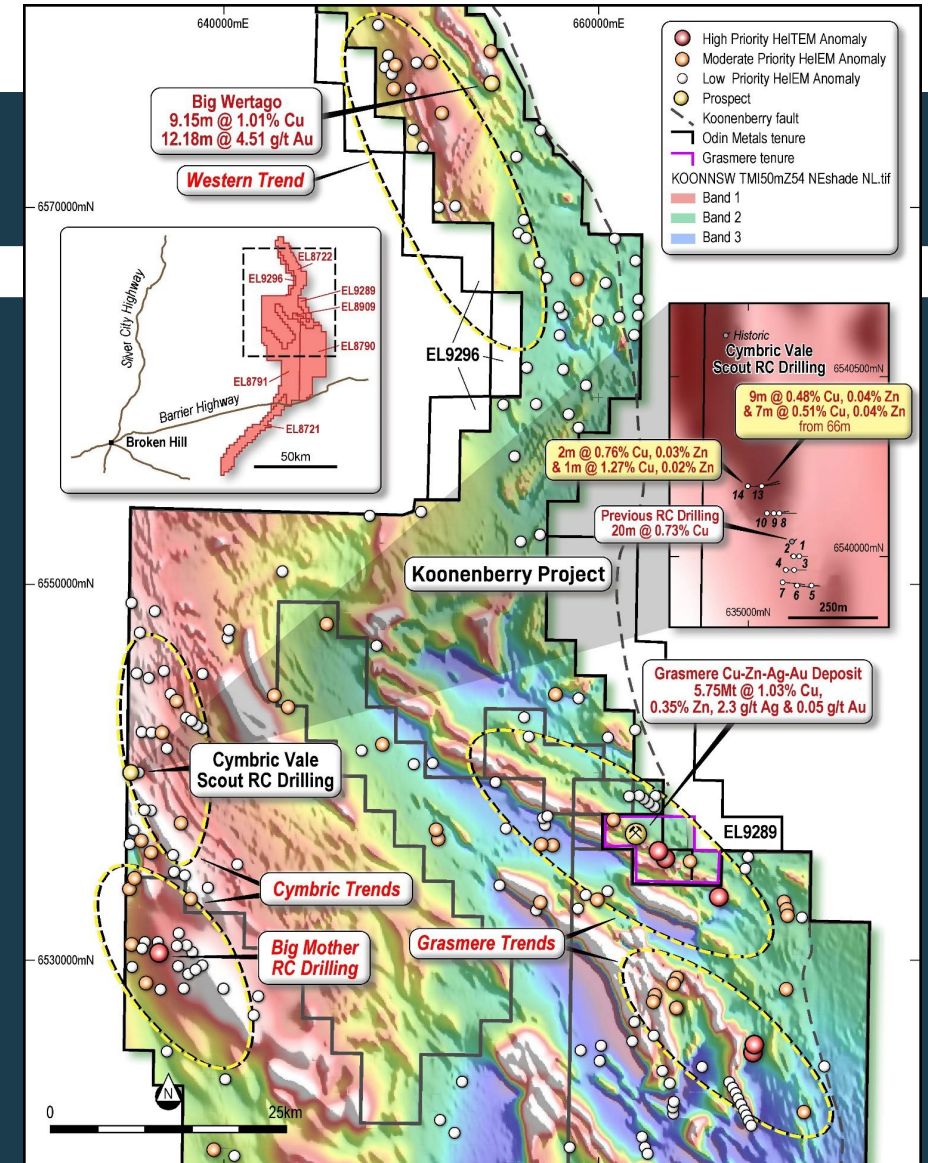 640000mE
660000mE
High Priority HelTEM Anomaly
Moderate Priority HelEM Anomaly
Low Priority HelEM Anomaly
Prospect
Koonenberry fault
Odin Metals tenure
Grasmere tenure
KOONNSW TMI50mZ54 NEshade NL.tif
Band 1
Band 2
Band 3
Big Wertago
9.15m @ 1.01% Cu
12.18m @ 4.51 g/t Au
Western Trend
6570000mN
Silver City Highway
EL8722
EL9296
EL9289
EL8909
EL8790
EL8791
Barrier Highway
EL8721
Broken Hill
50km
EL9296
Historic
Cymbric Vale
Scout RC Drilling
6540500mN
9m @ 0.48% Cu, 0.04% Zn
& 7m @ 0.51% Cu, 0.04% Zn
from 66m
2m @ 0.76% Cu, 0.03% Zn
& 1m @ 1.27% Cu, 0.02% Zn
14 13
Previous RC Drilling
20m @ 0.73% Cu
10 9 8
2 1
6540000mN
4 3
7 6 5
635000mN
250m
6550000mN
Koonenberry Project
Grasmere Cu-Zn-Ag-Au Deposit
5.75Mt @ 1.03% Cu,
0.35% Zn, 2.3 g/t Ag & 0.05 g/t Au
Cymbric Vale
Scout RC Drilling
EL9289
Cymbric Trends
Grasmere Trends
Big Mother
RC Drilling
6530000mN
N
0
25km